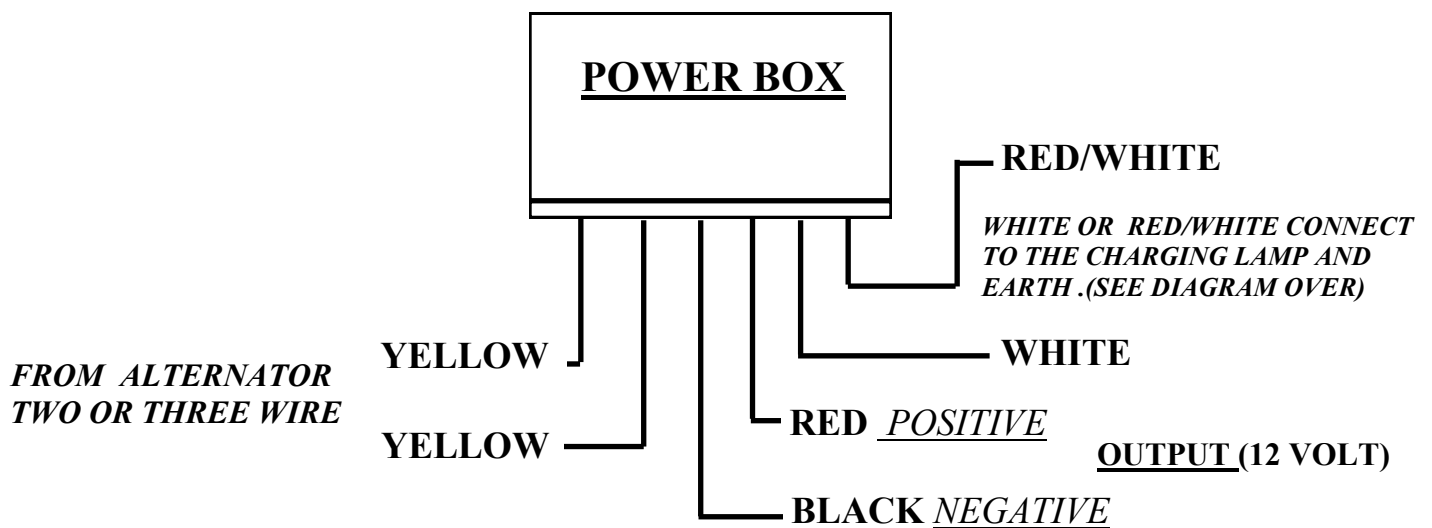 POWER BOX
RED/WHITE
WHITE OR RED/WHITE CONNECT
TO THE CHARGING LAMP AND
EARTH .(SEE DIAGRAM OVER)
YELLOW
WHITE
FROM ALTERNATOR
TWO OR THREE WIRE
RED POSITIVE
YELLOW
OUTPUT (12 VOLT)
BLACK NEGATIVE